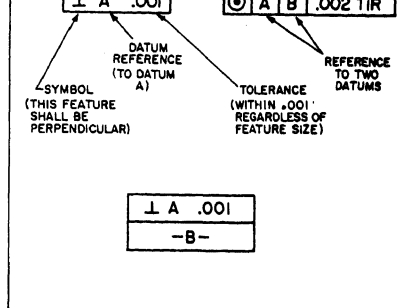 ⊥ A .001
◎ A B .002 TIR
DATUM
REFERENCE
(TO DATUM
A)
REFERENCE
TO TWO
DATUMS
SYMBOL
(THIS FEATURE
SHALL BE
PERPENDICULAR)
TOLERANCE
(WITHIN .001
REGARDLESS OF
FEATURE SIZE)
⊥ A .001
-B-